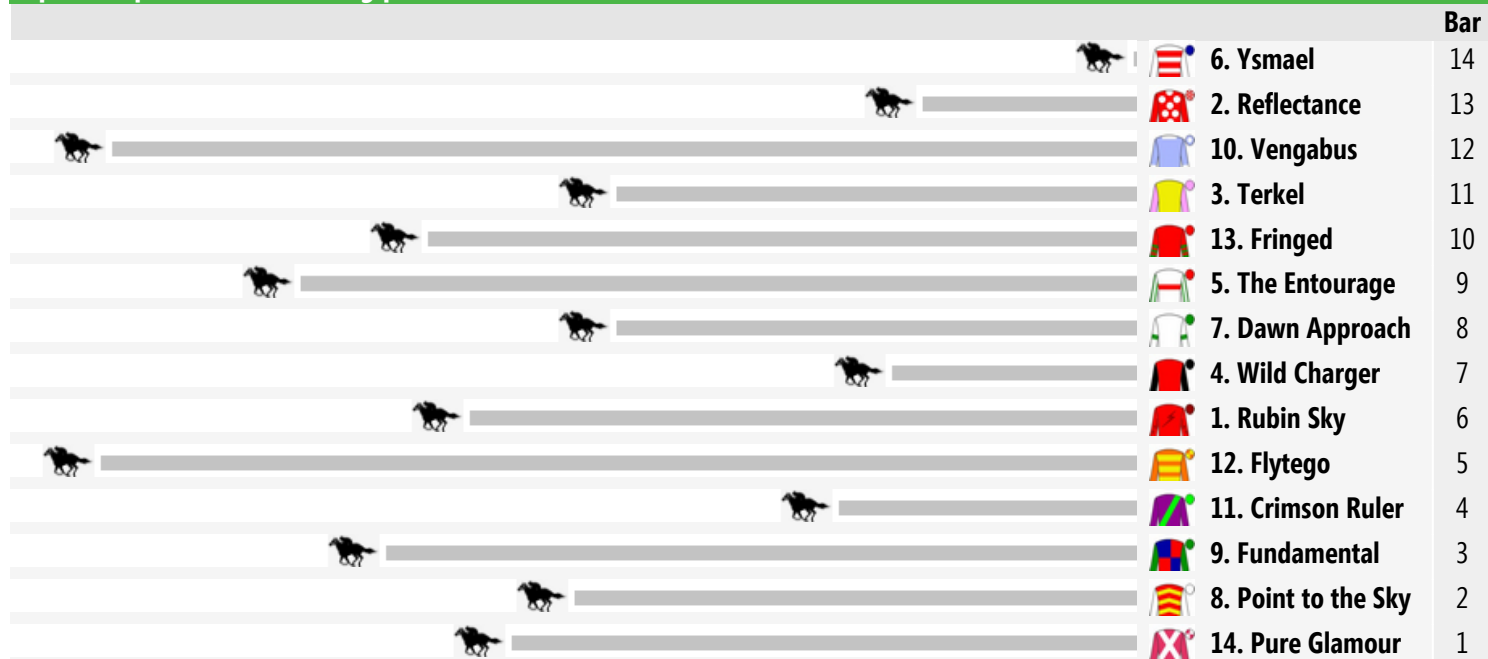 Bar
6. Ysmael 14
2. Reflectance 13
10. Vengabus 12
3. Terkel 11
13. Fringed 10
5. The Entourage 9
7. Dawn Approach 8
4. Wild Charger 7
1. Rubin Sky 6
12. Flytego 5
11. Crimson Ruler 4
9. Fundamental 3
8. Point to the Sky 2
14. Pure Glamour 1